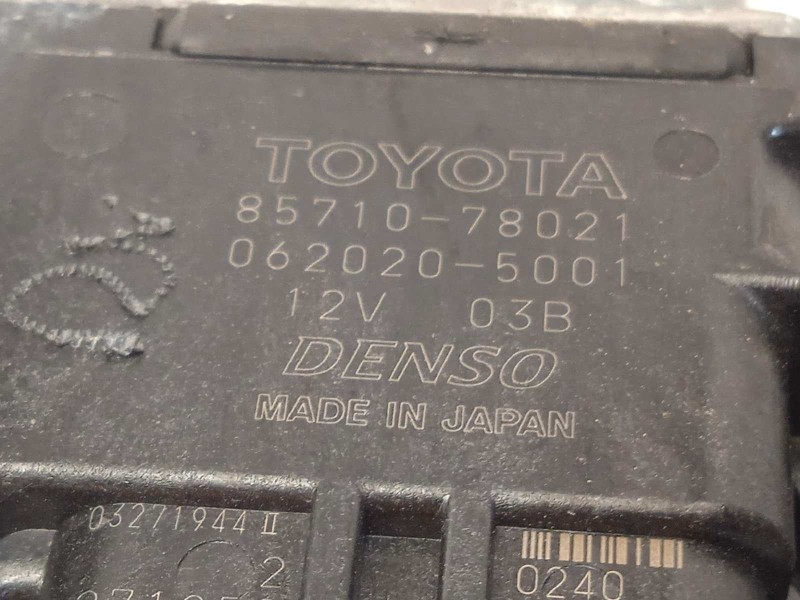 TOYOTA
85710-78021
062020-5001
12V 03B
DENSO
MADE IN JAPAN
03271944 II
2
0240